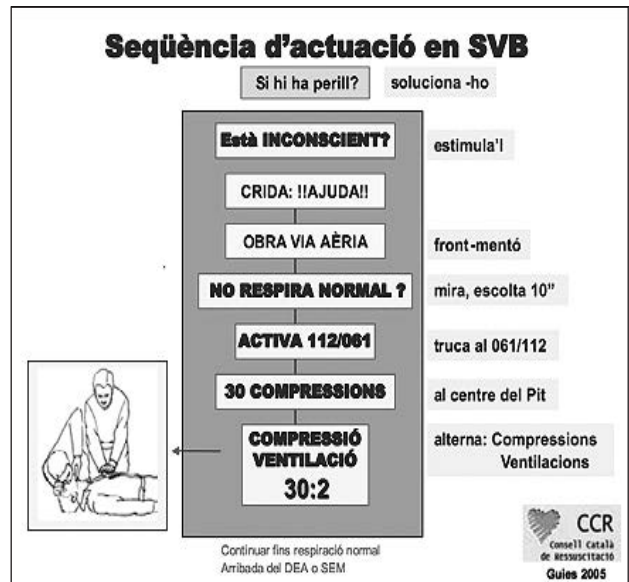 Seqüència d'actuació en SVB
Si hi ha perill? soluciona -ho
Està INCONSCIENT? estimula'l
CRIDA: !!AJUDA!!
OBRA VIA AÈRIA front-mentó
NO RESPIRA NORMAL ? mira, escolta 10"
ACTIVA 112/061 truca al 061/112
30 COMPRESSIONS al centre del Pit
COMPRESSIÓ alterna: Compressions
VENTILACIÓ Ventilacions
30:2
Continuar fins respiració normal
Arribada del DEA o SEM
CCR
Consell Català
de Ressuscitació
Guies 2005